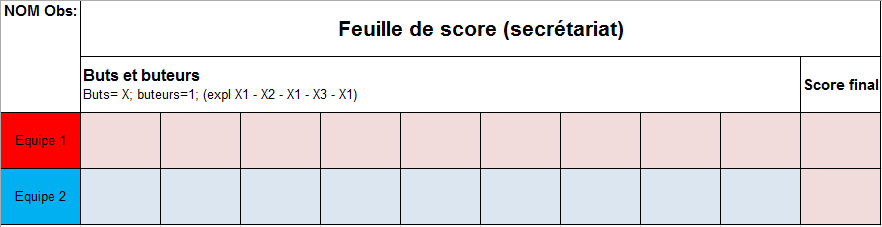 NOM Obs:
Feuille de score (secrétariat)
Buts et buteurs
Buts= X; buteurs=1; (expl X1 - X2 - X1 - X3 - X1)
Score final
Equipe 1
Equipe 2